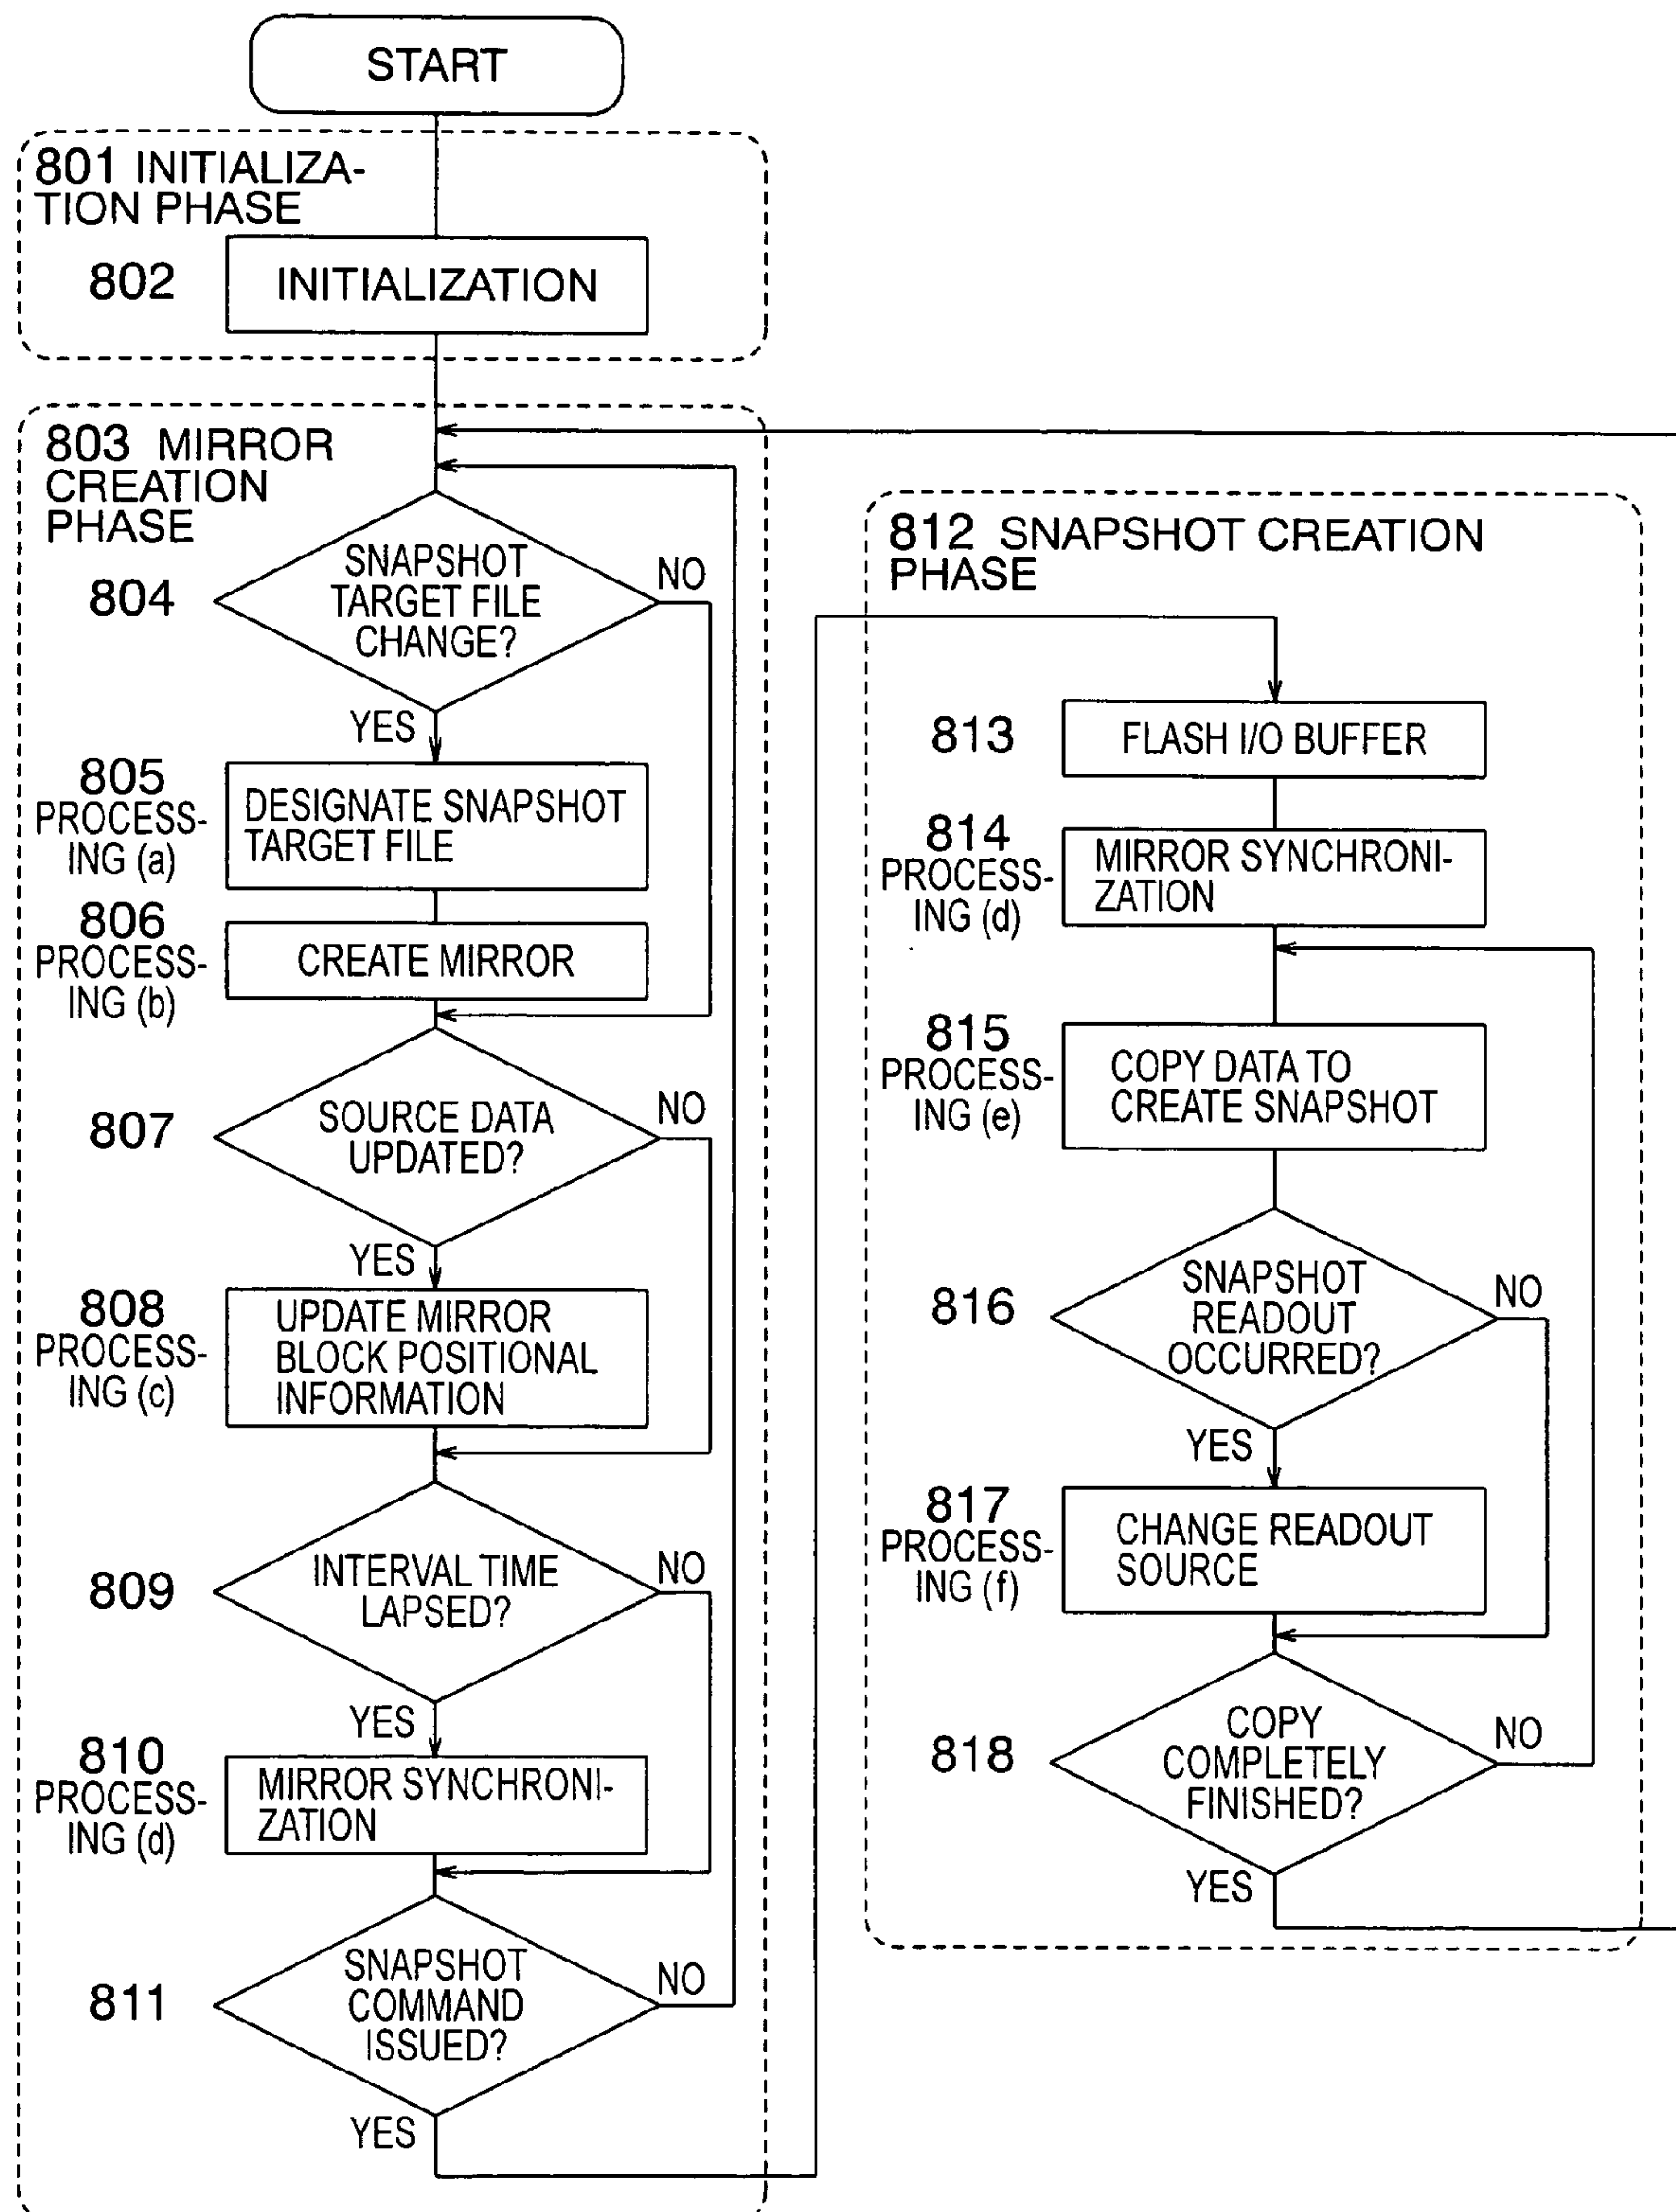 START
801 INITIALIZA-
TION PHASE
802
INITIALIZATION
803 MIRROR
CREATION
PHASE
804
SNAPSHOT
TARGET FILE
CHANGE?
NO
YES
805
PROCESS-
ING (a)
DESIGNATE SNAPSHOT
TARGET FILE
806
PROCESS-
ING (b)
CREATE MIRROR
807
SOURCE DATA
UPDATED?
NO
YES
808
PROCESS-
ING (c)
UPDATE MIRROR
BLOCK POSITIONAL
INFORMATION
809
INTERVAL TIME
LAPSED?
NO
YES
810
PROCESS-
ING (d)
MIRROR SYNCHRONI-
ZATION
811
SNAPSHOT
COMMAND
ISSUED?
NO
YES
812 SNAPSHOT CREATION
PHASE
813
FLASH I/O BUFFER
814
PROCESS-
ING (d)
MIRROR SYNCHRONI-
ZATION
815
PROCESS-
ING (e)
COPY DATA TO
CREATE SNAPSHOT
816
SNAPSHOT
READOUT
OCCURRED?
NO
YES
817
PROCESS-
ING (f)
CHANGE READOUT
SOURCE
818
COPY
COMPLETELY
FINISHED?
NO
YES